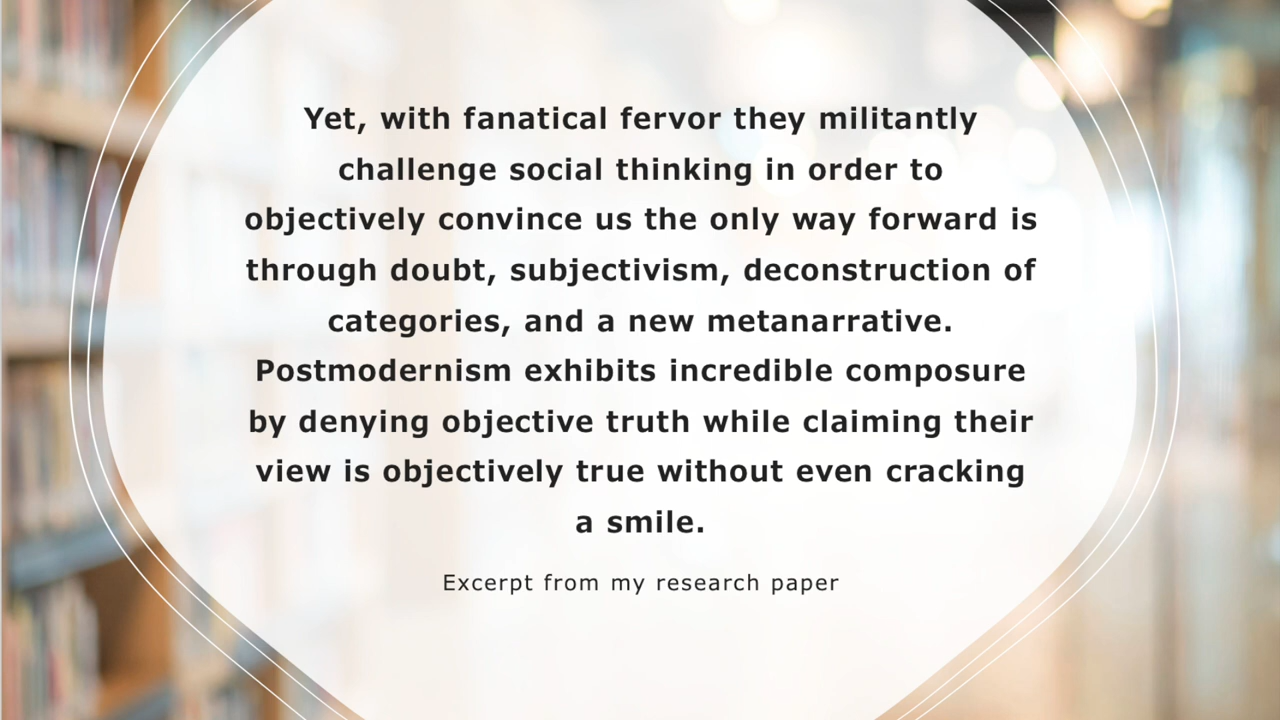 Yet, with fanatical fervor they militantly
challenge social thinking in order to
objectively convince us the only way forward is
through doubt, subjectivism, deconstruction of
categories, and a new metanarrative.
Postmodernism exhibits incredible composure
by denying objective truth while claiming their
view is objectively true without even cracking
a smile.
Excerpt from my research paper